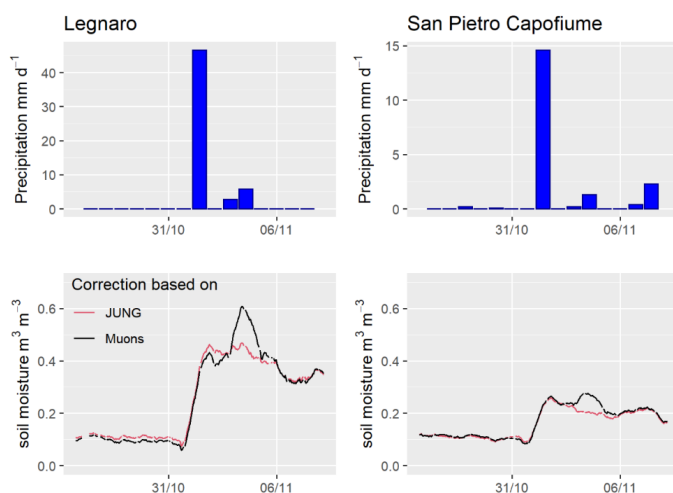 Legnaro
San Pietro Capofiume
Precipitation mm d⁻¹
40
30
20
10
0
31/10
06/11
Precipitation mm d⁻¹
15
10
5
0
31/10
06/11
soil moisture m³ m⁻³
0.6
0.4
0.2
0.0
Correction based on
JUNG
Muons
31/10
06/11
soil moisture m³ m⁻³
0.6
0.4
0.2
0.0
31/10
06/11